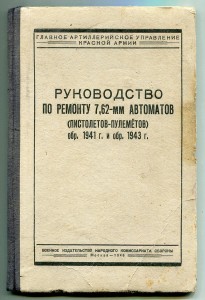 ГЛАВНОЕ АРТИЛЛЕРИЙСКОЕ УПРАВЛЕНИЕ
КРАСНОЙ АРМИИ
РУКОВОДСТВО
ПО РЕМОНТУ 7,62-мм АВТОМАТОВ
(ПИСТОЛЕТОВ-ПУЛЕМЁТОВ)
обр. 1941 г. и обр. 1943 г.
ВОЕННОЕ ИЗДАТЕЛЬСТВО НАРОДНОГО КОМИССАРИАТА ОБОРОНЫ
Москва —